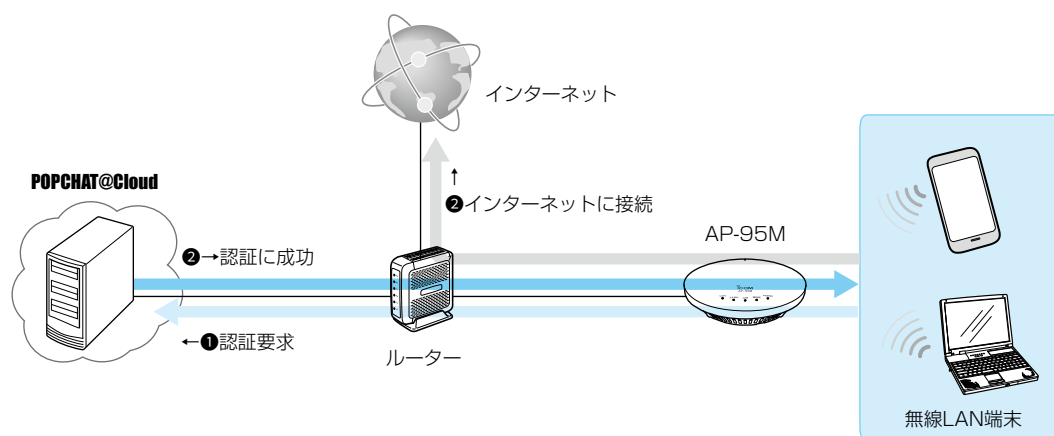 インターネット
POPCHAT@Cloud
↑
❷インターネットに接続
AP-95M
❷→認証に成功
←❶認証要求
ルーター
無線LAN端末